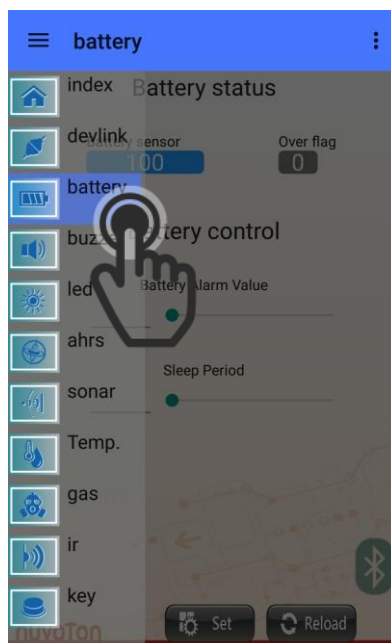 battery
index
Battery status
devlink
Battery sensor
Over flag
100
0
battery
buzzer
Battery control
led
Battery Alarm Value
ahrs
Sleep Period
sonar
Temp.
gas
ir
key
Set
Reload
nuvoTon